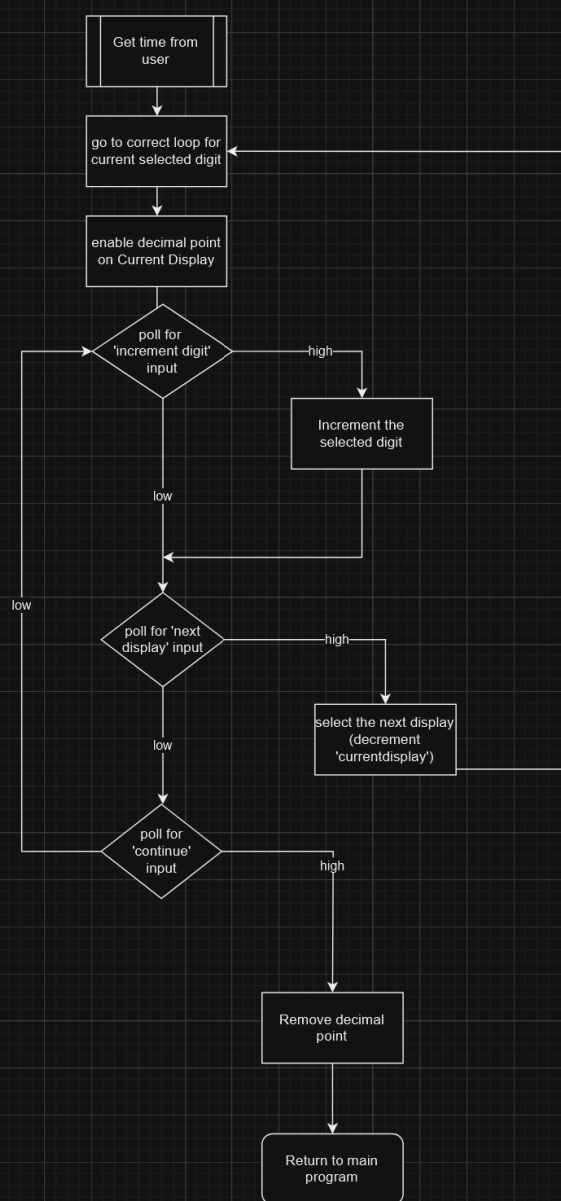 Get time from
user
go to correct loop for
current selected digit
enable decimal point
on Current Display
poll for
'increment digit'
input
high
Increment the
selected digit
low
low
poll for 'next
display' input
high
select the next display
(decrement
'currentdisplay')
low
poll for
'continue'
input
high
Remove decimal
point
Return to main
program